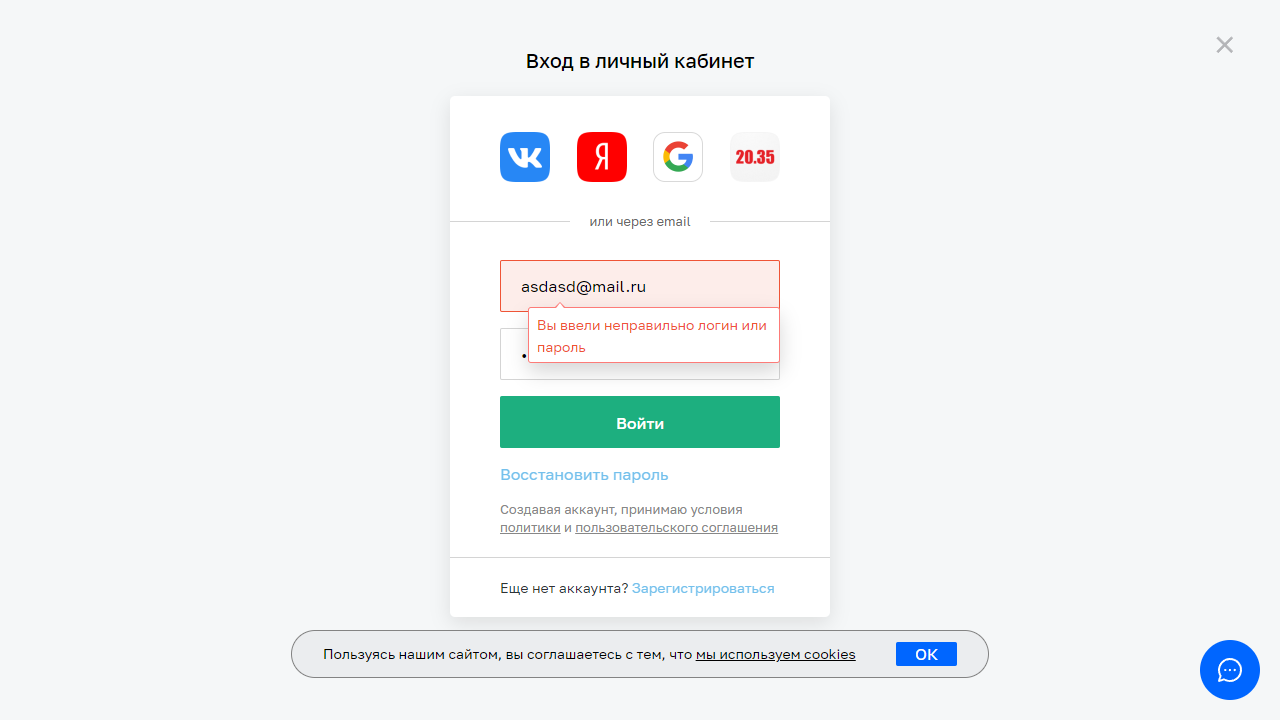 Вход в личный кабинет
20.35
или через email
asdasd@mail.ru
Вы ввели неправильно логин или
пароль
Войти
Восстановить пароль
Создавая аккаунт, принимаю условия
политики и пользовательского соглашения
Еще нет аккаунта? Зарегистрироваться
Пользуясь нашим сайтом, вы соглашаетесь с тем, что мы используем cookies
OK